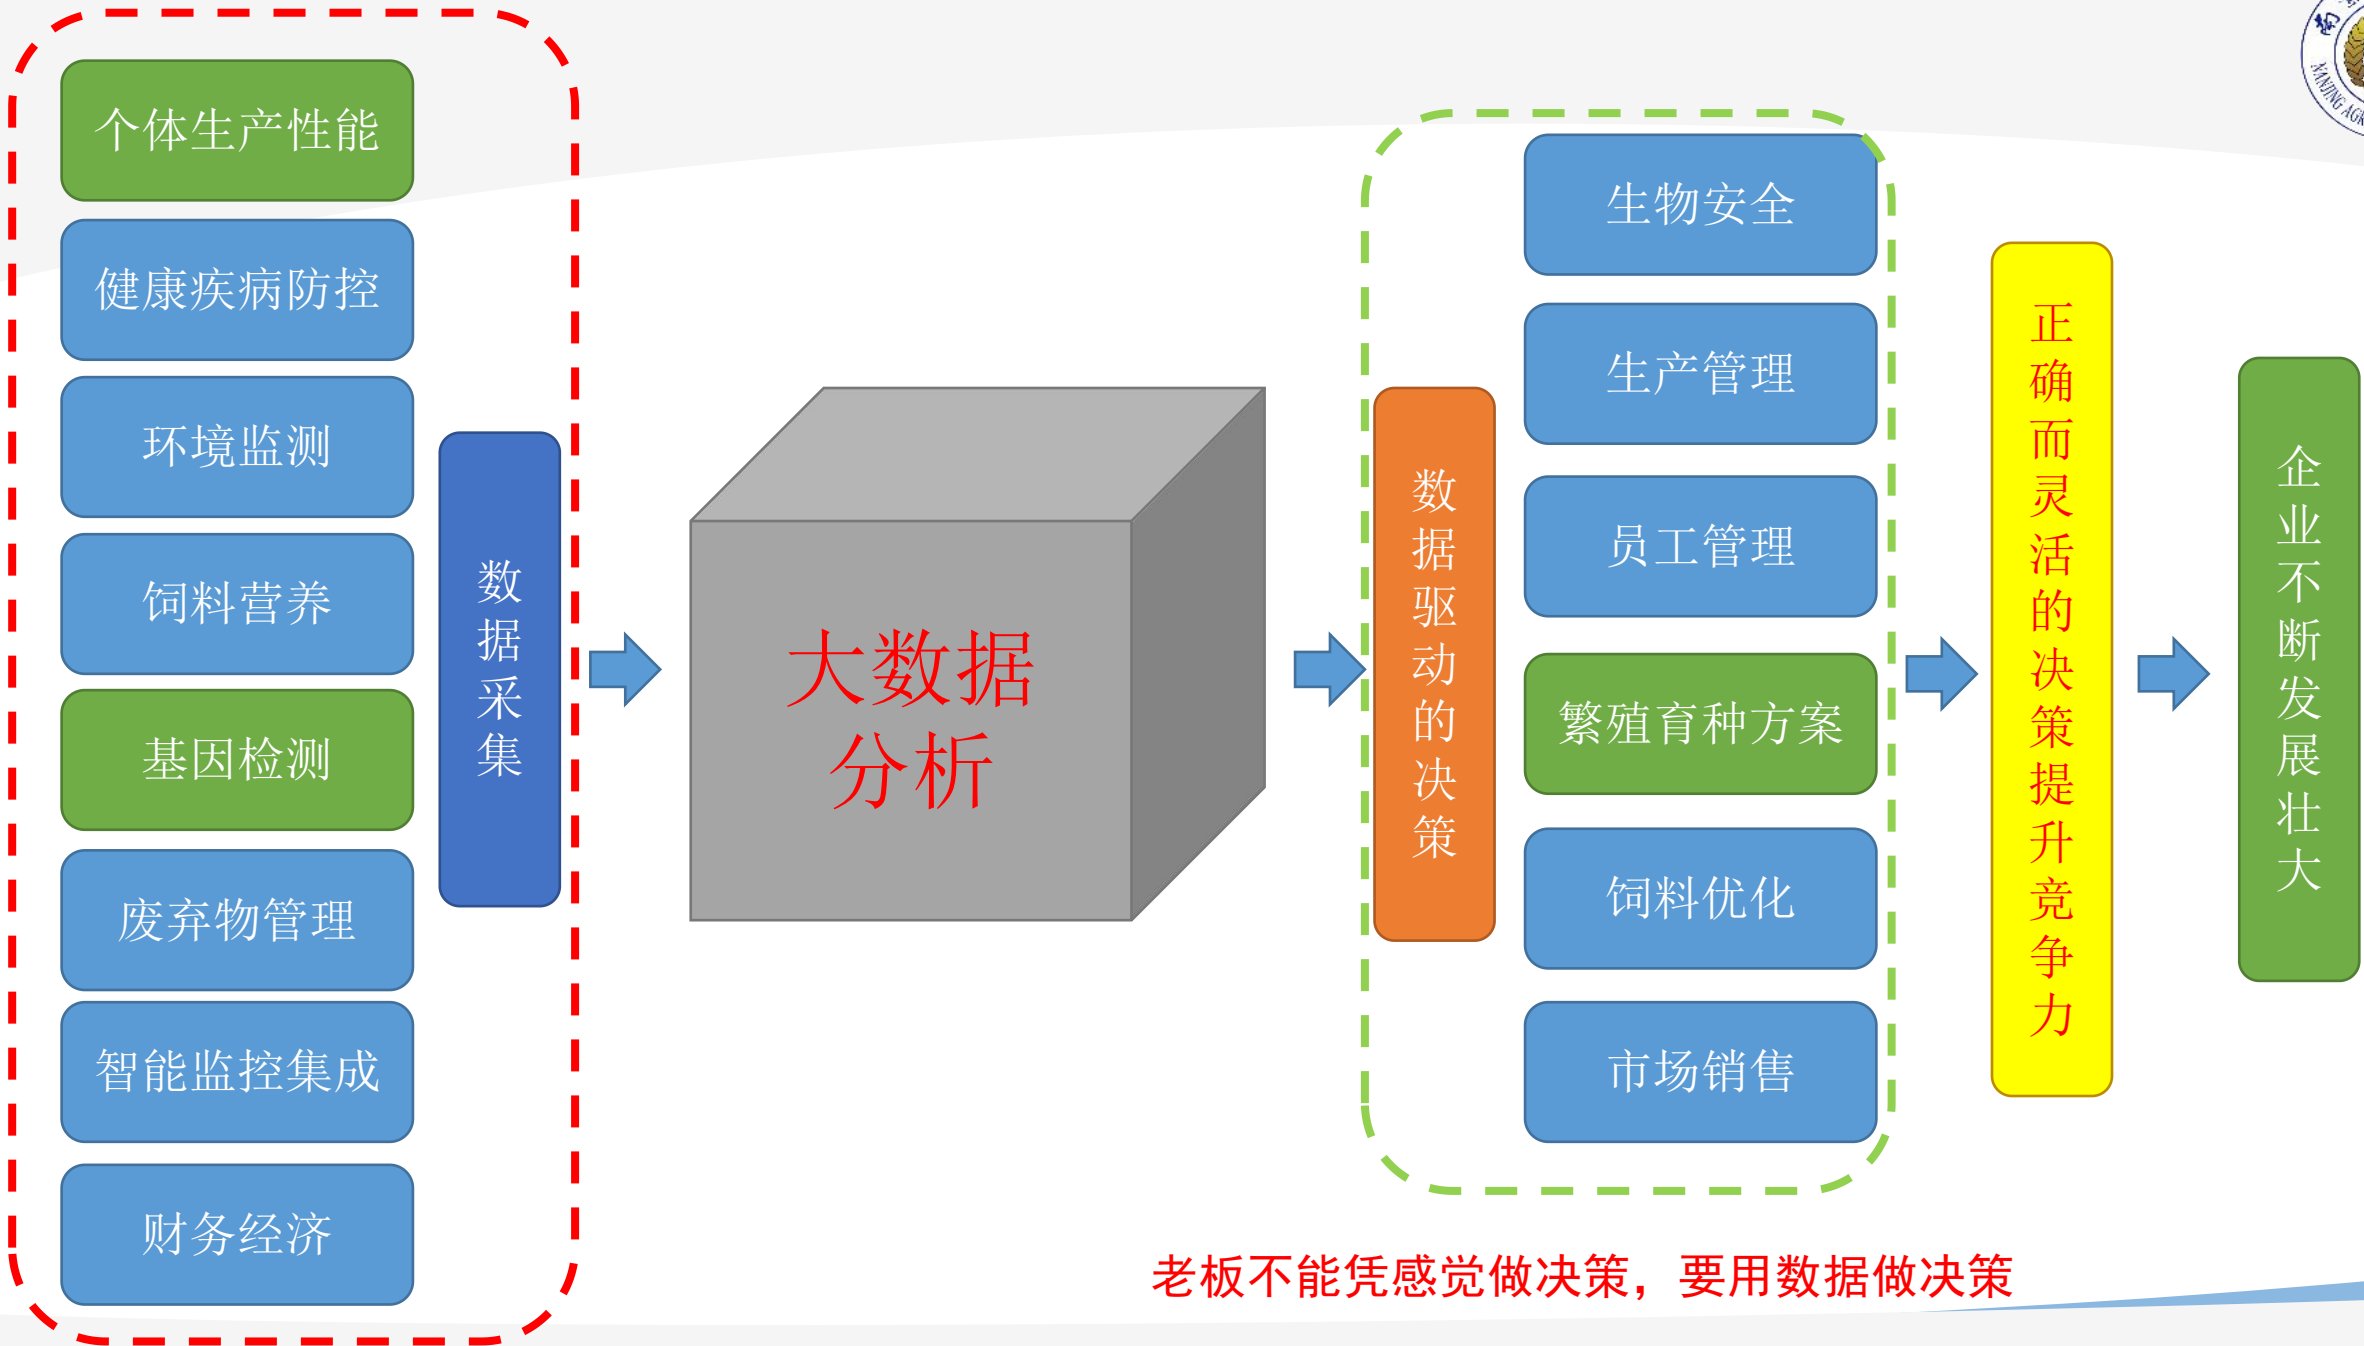 个体生产性能
健康疾病防控
环境监测
饲料营养
基因检测
废弃物管理
智能监控集成
财务经济
数据采集
大数据
分析
数据驱动的决策
生物安全
生产管理
员工管理
繁殖育种方案
饲料优化
市场销售
正确而灵活的决策提升竞争力
企业不断发展壮大
老板不能凭感觉做决策，要用数据做决策
南
NANJING